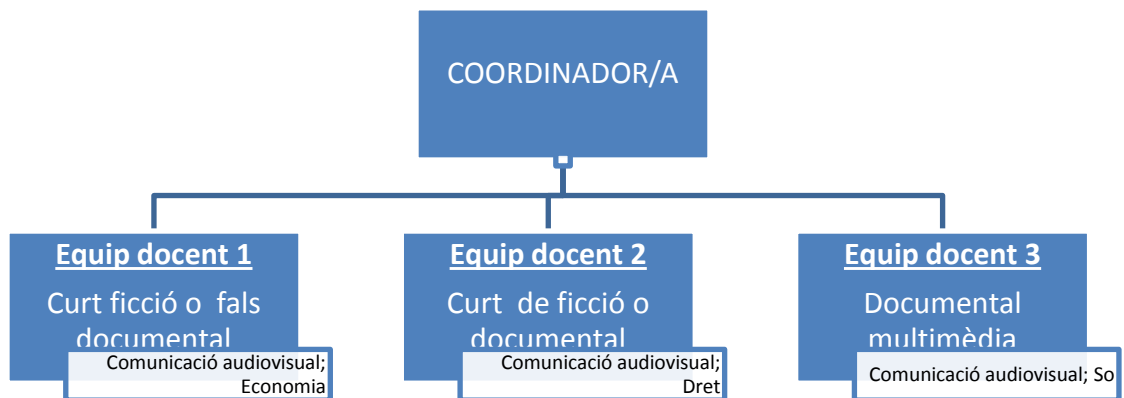 COORDINADOR/A
Equip docent 1
Curt ficció o fals
documental
Comunicació audiovisual;
Economia
Equip docent 2
Curt de ficció o
documental
Comunicació audiovisual;
Dret
Equip docent 3
Documental
multimèdia
Comunicació audiovisual; So